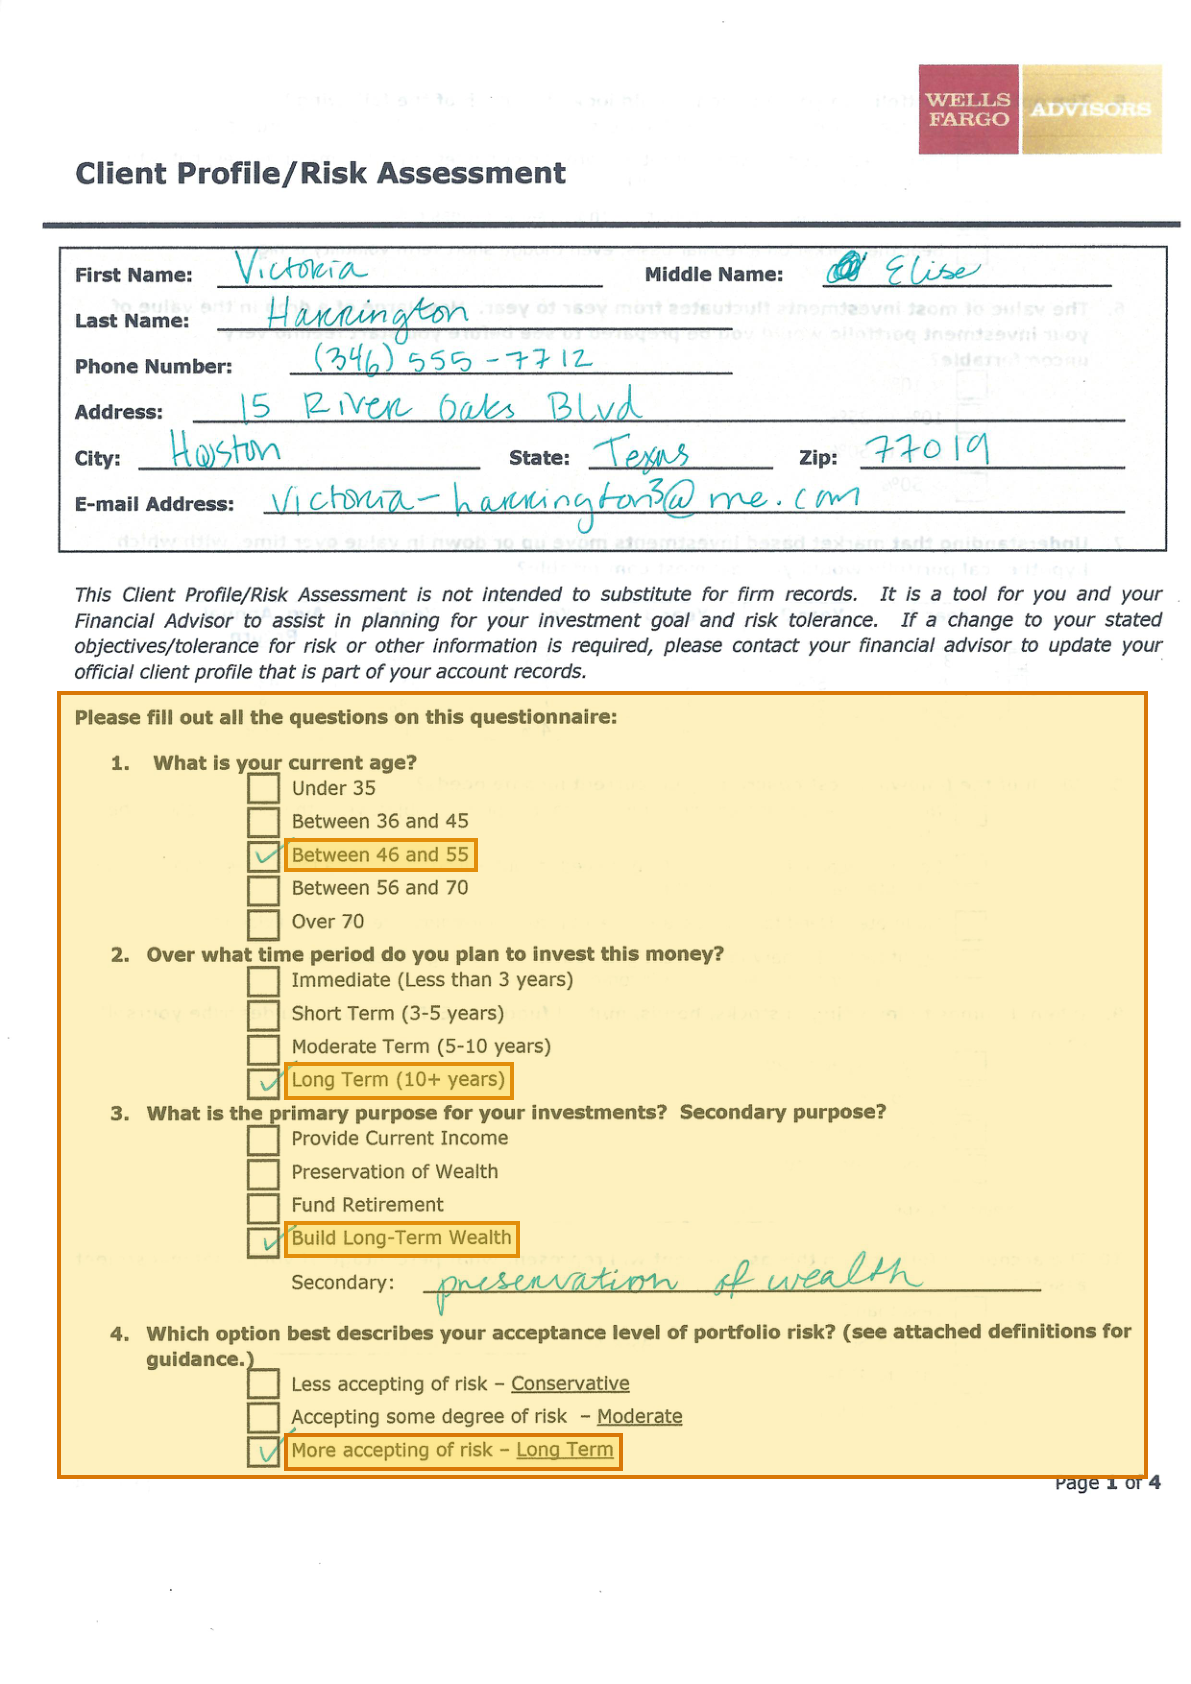 WELLS
FARGO
ADVISORS
Client Profile/Risk Assessment
First Name: Victoria Middle Name: Elise
Last Name: Harrington
Phone Number: (346) 555-7712
Address: 15 River Oaks Blvd
City: Houston State: Texas Zip: 77019
E-mail Address: victoria-harrington3@me.com
This Client Profile/Risk Assessment is not intended to substitute for firm records. It is a tool for you and your
Financial Advisor to assist in planning for your investment goal and risk tolerance. If a change to your stated
objectives/tolerance for risk or other information is required, please contact your financial advisor to update your
official client profile that is part of your account records.
Please fill out all the questions on this questionnaire:
1. What is your current age?
Under 35
Between 36 and 45
✓ Between 46 and 55
Between 56 and 70
Over 70
2. Over what time period do you plan to invest this money?
Immediate (Less than 3 years)
Short Term (3-5 years)
Moderate Term (5-10 years)
✓ Long Term (10+ years)
3. What is the primary purpose for your investments? Secondary purpose?
Provide Current Income
Preservation of Wealth
Fund Retirement
✓ Build Long-Term Wealth
Secondary: preservation of wealth
4. Which option best describes your acceptance level of portfolio risk? (see attached definitions for
guidance.)
Less accepting of risk – Conservative
Accepting some degree of risk – Moderate
✓ More accepting of risk – Long Term
Page 1 of 4